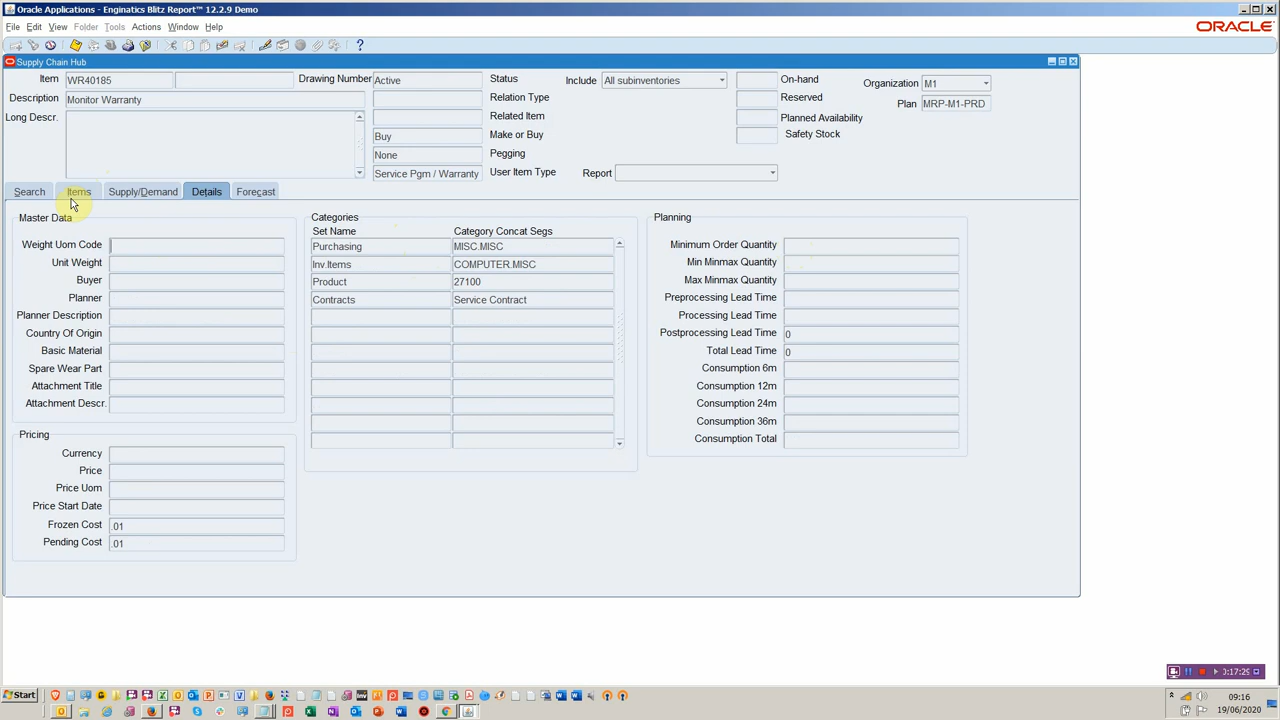 Oracle Applications - Enginatics Blitz Report™ 12.2.9 Demo
File Edit View Folder Tools Actions Window Help
ORACLE
Supply Chain Hub
Item WR40185 Drawing Number Active Status Include All subinventories On-hand Organization M1
Description Monitor Warranty Relation Type Reserved Plan MRP-M1-PRD
Long Descr. Related Item Planned Availability
Buy Make or Buy Safety Stock
None Pegging
Service Pgm / Warranty User Item Type Report
Search Items Supply/Demand Details Forecast
Master Data Categories Planning
Set Name Category Concat Segs
Weight Uom Code Purchasing MISC.MISC Minimum Order Quantity
Unit Weight Inv.Items COMPUTER.MISC Min Minmax Quantity
Buyer Product 27100 Max Minmax Quantity
Planner Contracts Service Contract Preprocessing Lead Time
Planner Description Processing Lead Time
Country Of Origin Postprocessing Lead Time 0
Basic Material Total Lead Time 0
Spare Wear Part Consumption 6m
Attachment Title Consumption 12m
Attachment Descr. Consumption 24m
Consumption 36m
Pricing Consumption Total
Currency
Price
Price Uom
Price Start Date
Frozen Cost .01
Pending Cost .01
0:17:29
Start 09:16
19/06/2020